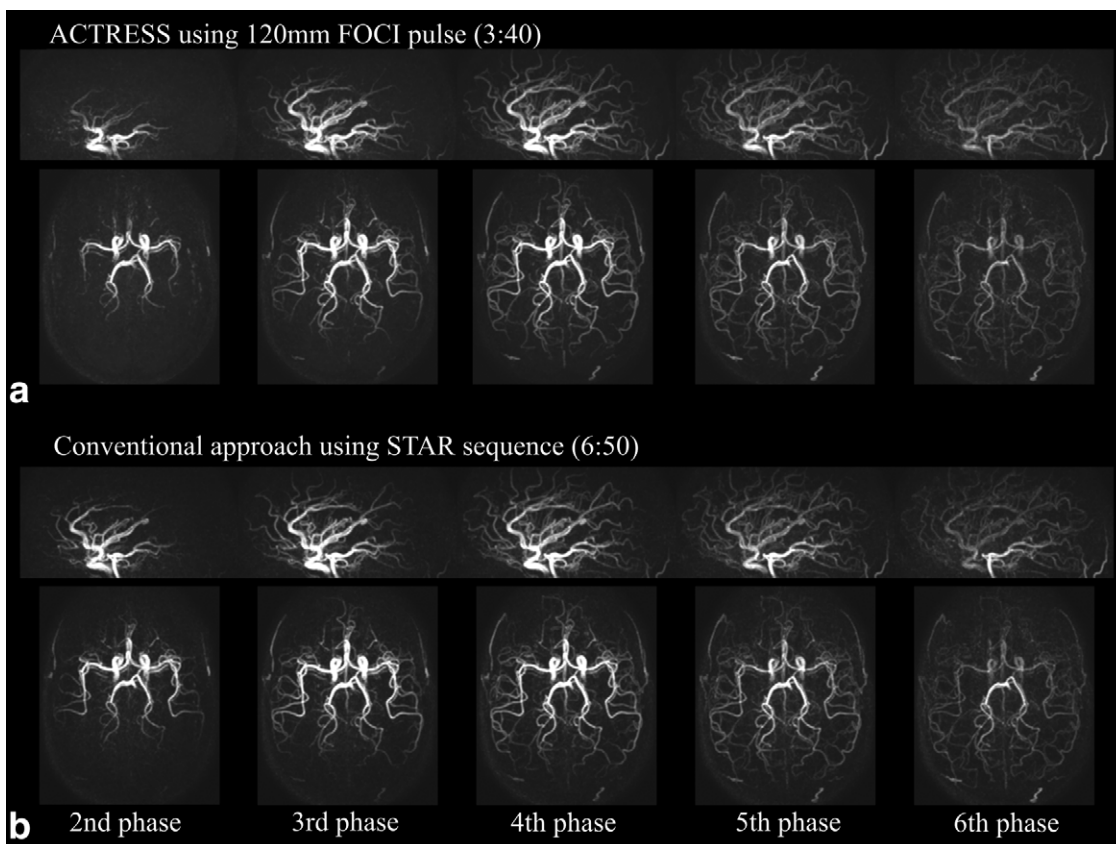 ACTRESS using 120mm FOCI pulse (3:40)
a
Conventional approach using STAR sequence (6:50)
b
2nd phase
3rd phase
4th phase
5th phase
6th phase